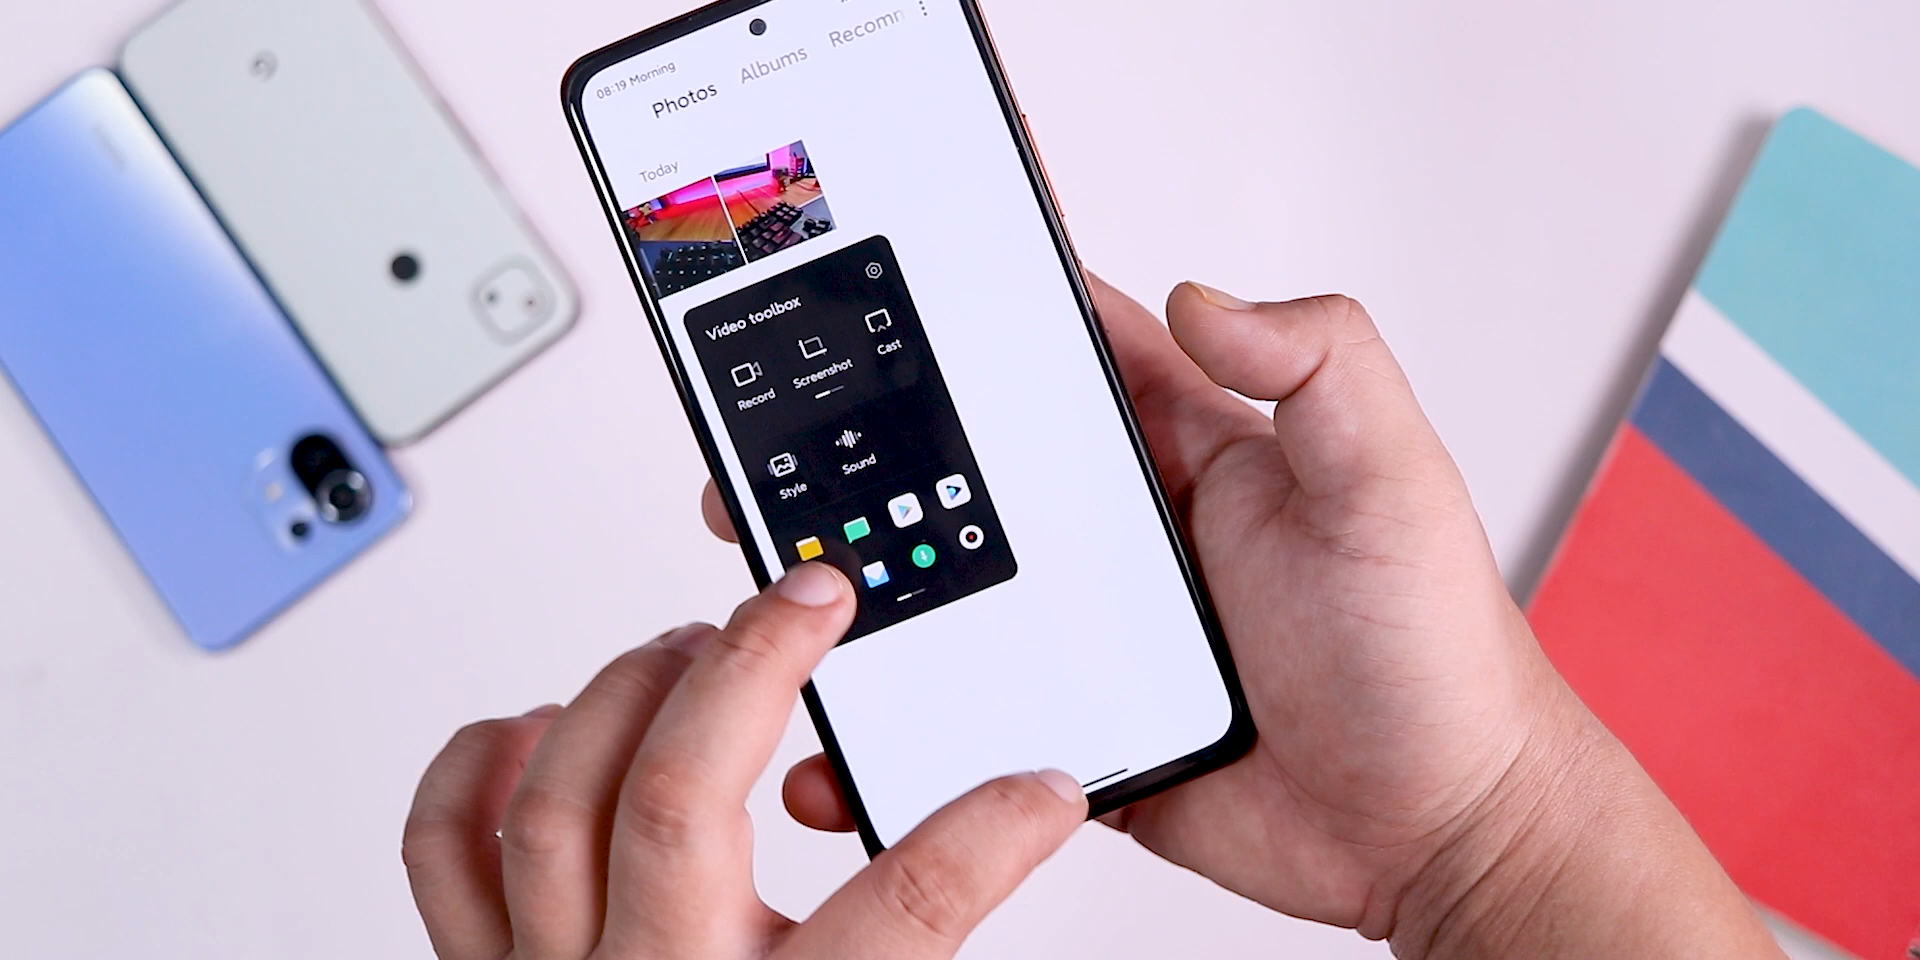 08:19 Morning
Photos
Albums
Recomm
Today
Video toolbox
Record
Screenshot
Cast
Style
Sound